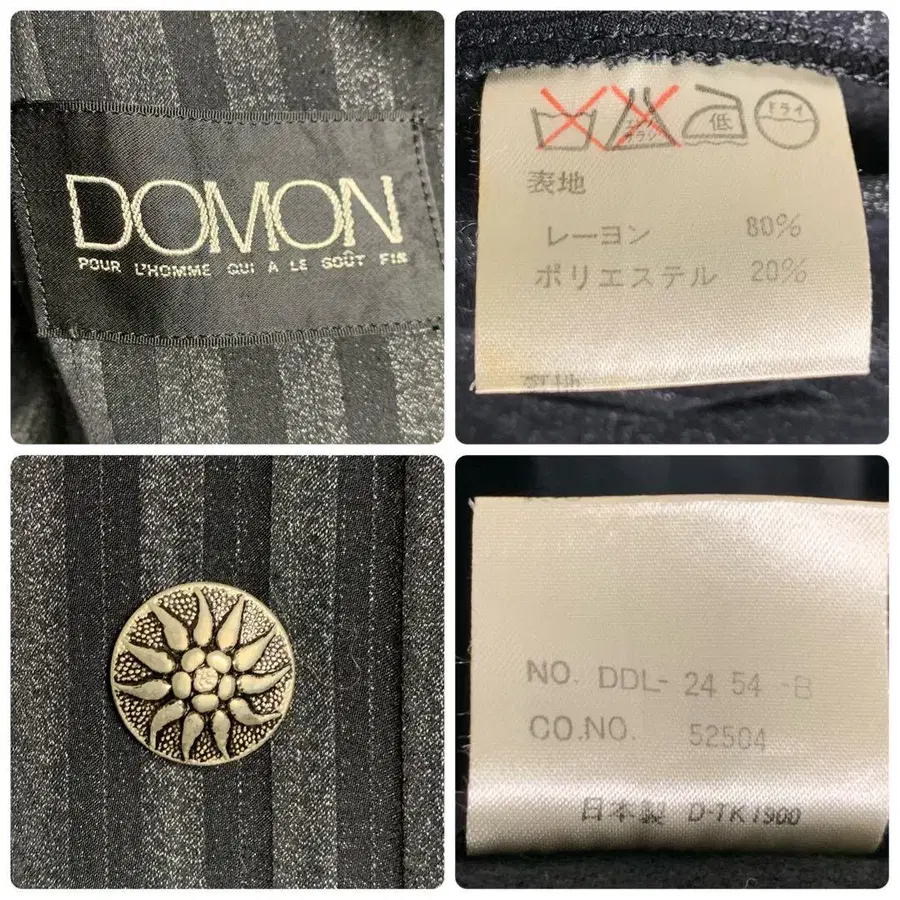 DOMON
POUR L'HOMME QUI A LE GOÛT FIN
低
ドライ
表地
レーヨン 80%
ポリエステル 20%
NO. DDL- 24 54 -B
CO.NO. 52504
日本製 D-TK1900